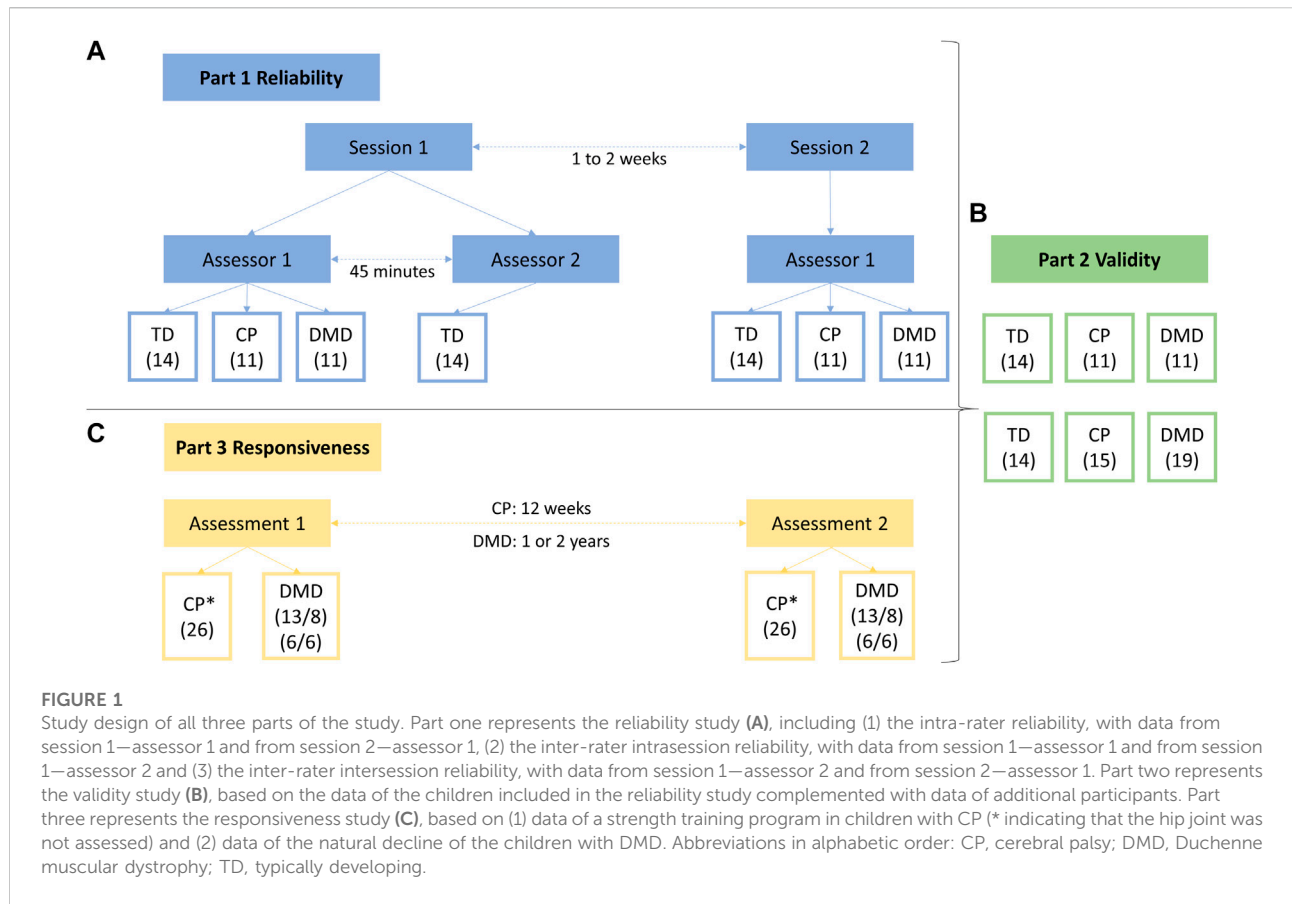 A
Part 1 Reliability
Session 1
1 to 2 weeks
Session 2
Assessor 1
45 minutes
Assessor 2
Assessor 1
TD
(14)
CP
(11)
DMD
(11)
TD
(14)
TD
(14)
CP
(11)
DMD
(11)
B
Part 2 Validity
TD
(14)
CP
(11)
DMD
(11)
TD
(14)
CP
(15)
DMD
(19)
C
Part 3 Responsiveness
Assessment 1
CP: 12 weeks
DMD: 1 or 2 years
Assessment 2
CP*
(26)
DMD
(13/8)
(6/6)
CP*
(26)
DMD
(13/8)
(6/6)
FIGURE 1
Study design of all three parts of the study. Part one represents the reliability study (A), including (1) the intra-rater reliability, with data from
session 1—assessor 1 and from session 2—assessor 1, (2) the inter-rater intrasession reliability, with data from session 1—assessor 1 and from session
1—assessor 2 and (3) the inter-rater intersession reliability, with data from session 1—assessor 2 and from session 2—assessor 1. Part two represents
the validity study (B), based on the data of the children included in the reliability study complemented with data of additional participants. Part
three represents the responsiveness study (C), based on (1) data of a strength training program in children with CP (* indicating that the hip joint was
not assessed) and (2) data of the natural decline of the children with DMD. Abbreviations in alphabetic order: CP, cerebral palsy; DMD, Duchenne
muscular dystrophy; TD, typically developing.